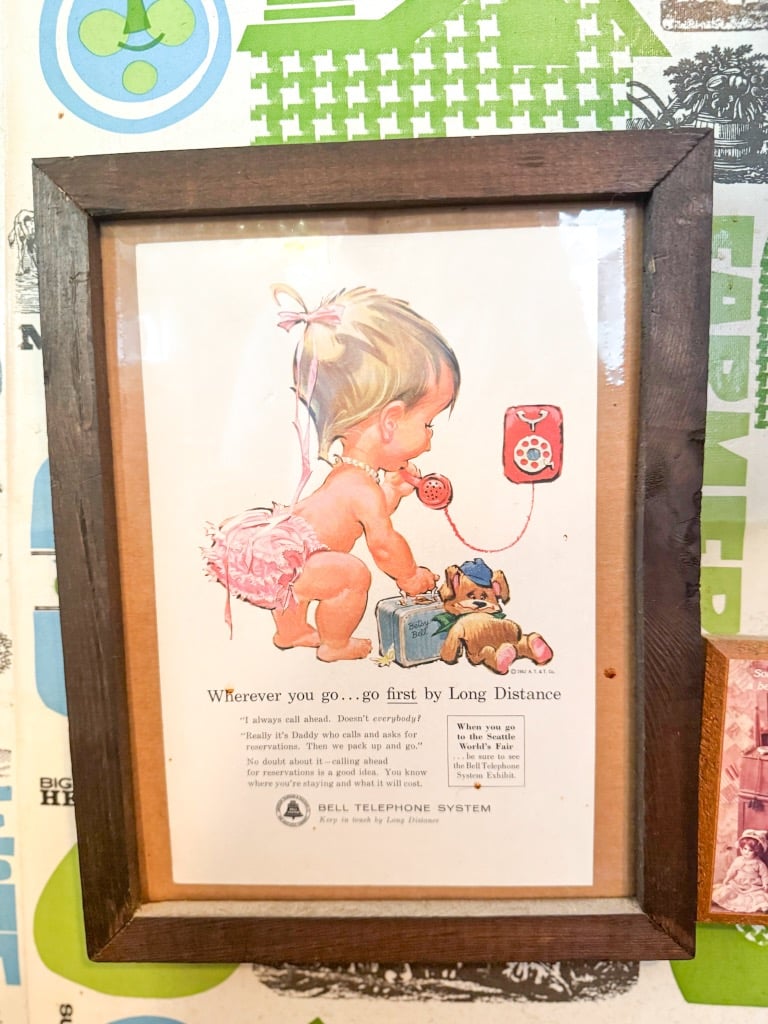 FARMER
N
Betsy
Bell
© 1962 A. T. & T. Co.
Wherever you go...go first by Long Distance
"I always call ahead. Doesn't everybody?
"Really it's Daddy who calls and asks for
reservations. Then we pack up and go."
No doubt about it—calling ahead
for reservations is a good idea. You know
where you're staying and what it will cost.
When you go
to the Seattle
World's Fair
...be sure to see
the Bell Telephone
System Exhibit.
BELL TELEPHONE SYSTEM
Keep in touch by Long Distance
BIG
HE